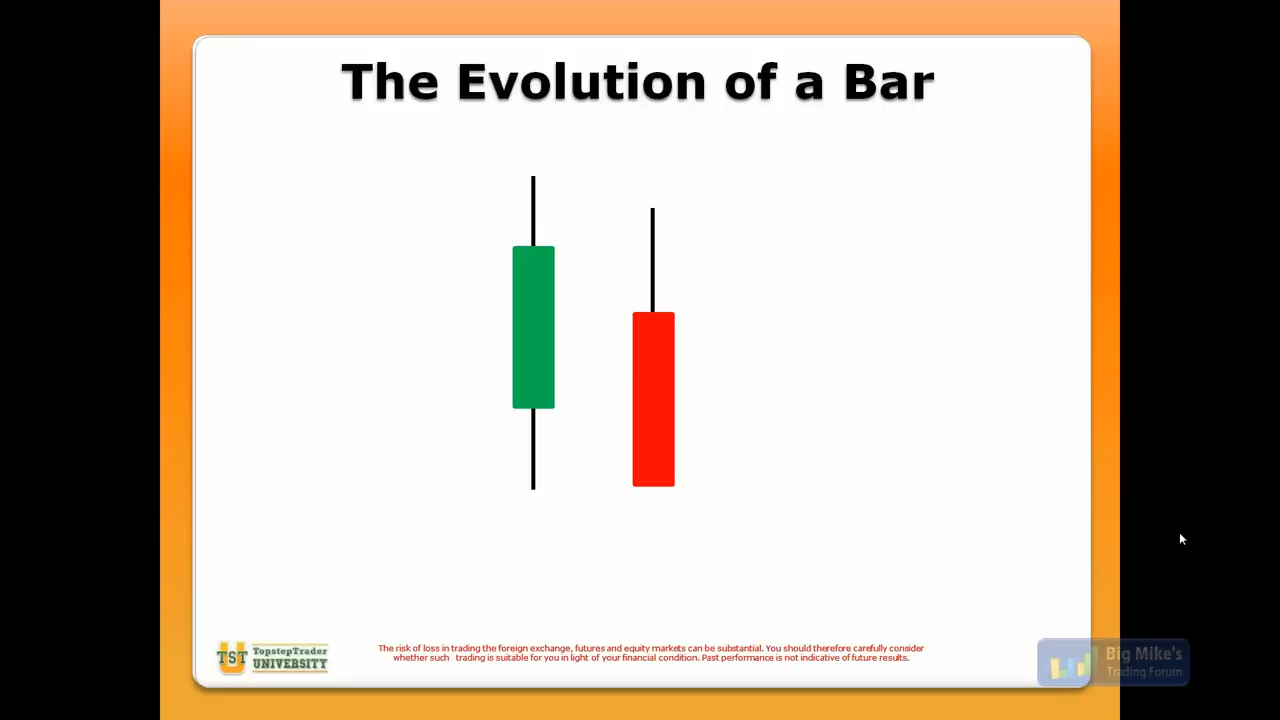 The Evolution of a Bar
TST
U
TopstepTrader
UNIVERSITY
The risk of loss in trading the foreign exchange, futures and equity markets can be substantial. You should therefore carefully consider
whether such trading is suitable for you in light of your financial condition. Past performance is not indicative of future results.
Big Mike's
Trading Forum